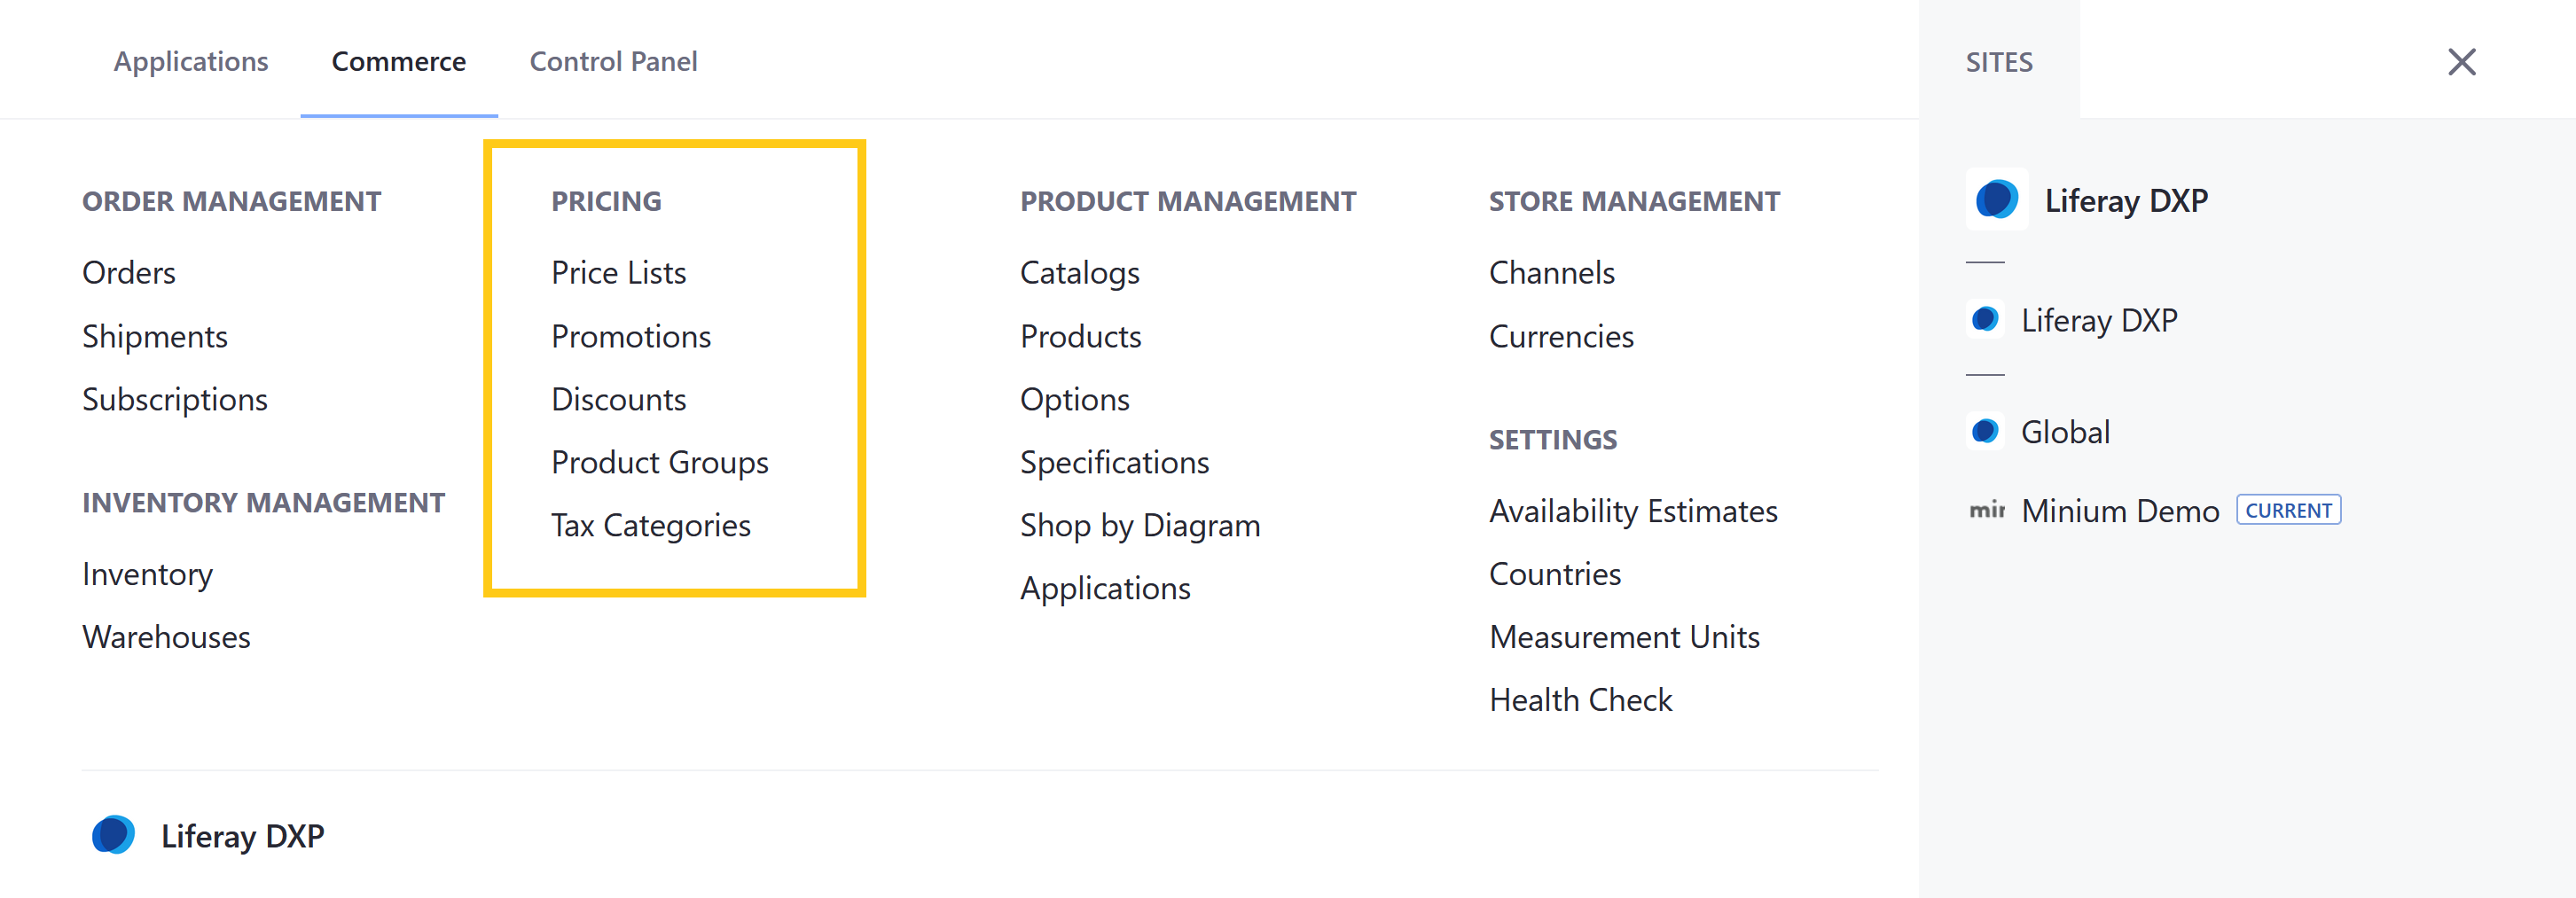 Applications
Commerce
Control Panel
SITES
ORDER MANAGEMENT
Orders
Shipments
Subscriptions
INVENTORY MANAGEMENT
Inventory
Warehouses
PRICING
Price Lists
Promotions
Discounts
Product Groups
Tax Categories
PRODUCT MANAGEMENT
Catalogs
Products
Options
Specifications
Shop by Diagram
Applications
STORE MANAGEMENT
Channels
Currencies
SETTINGS
Availability Estimates
Countries
Measurement Units
Health Check
Liferay DXP
Liferay DXP
Liferay DXP
Global
Minium Demo CURRENT